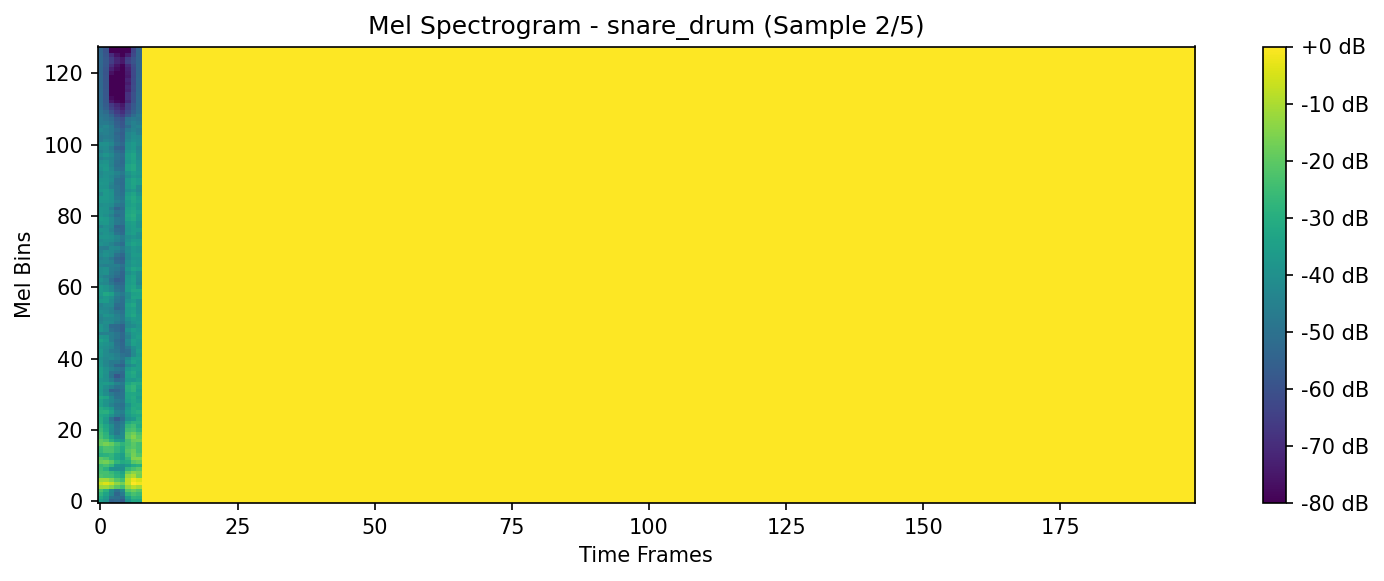 Mel Spectrogram - snare_drum (Sample 2/5)
Mel Bins
120
100
80
60
40
20
0
0 25 50 75 100 125 150 175
Time Frames
+0 dB
-10 dB
-20 dB
-30 dB
-40 dB
-50 dB
-60 dB
-70 dB
-80 dB